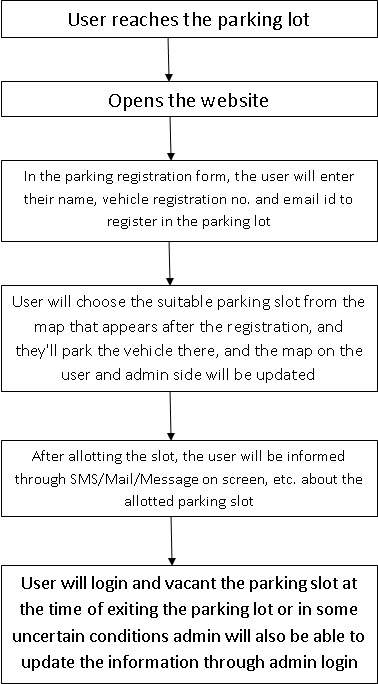 User reaches the parking lot
Opens the website
In the parking registration form, the user will enter
their name, vehicle registration no. and email id to
register in the parking lot
User will choose the suitable parking slot from the
map that appears after the registration, and
they'll park the vehicle there, and the map on the
user and admin side will be updated
After allotting the slot, the user will be informed
through SMS/Mail/Message on screen, etc. about the
allotted parking slot
User will login and vacant the parking slot at
the time of exiting the parking lot or in some
uncertain conditions admin will also be able to
update the information through admin login